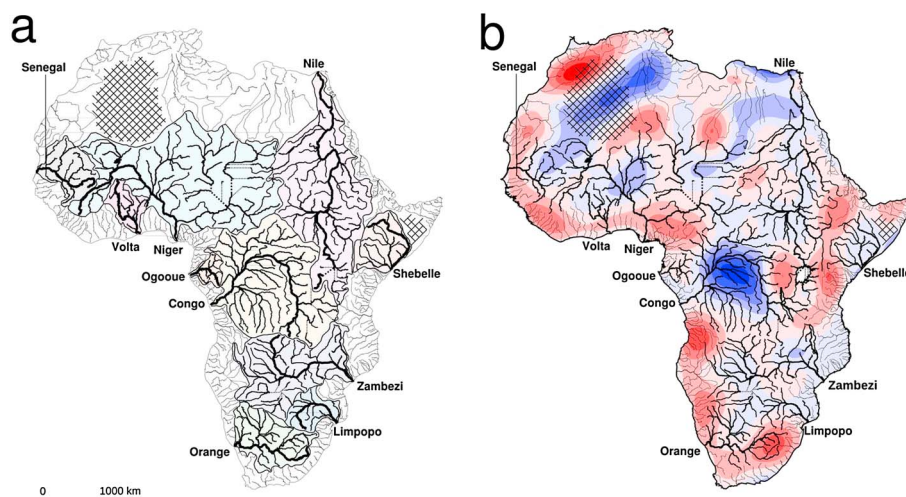 a
Senegal
Nile
Volta
Niger
Ogooue
Congo
Shebelle
Zambezi
Limpopo
Orange
0 1000 km
b
Senegal
Nile
Volta
Niger
Ogooue
Congo
Shebelle
Zambezi
Limpopo
Orange